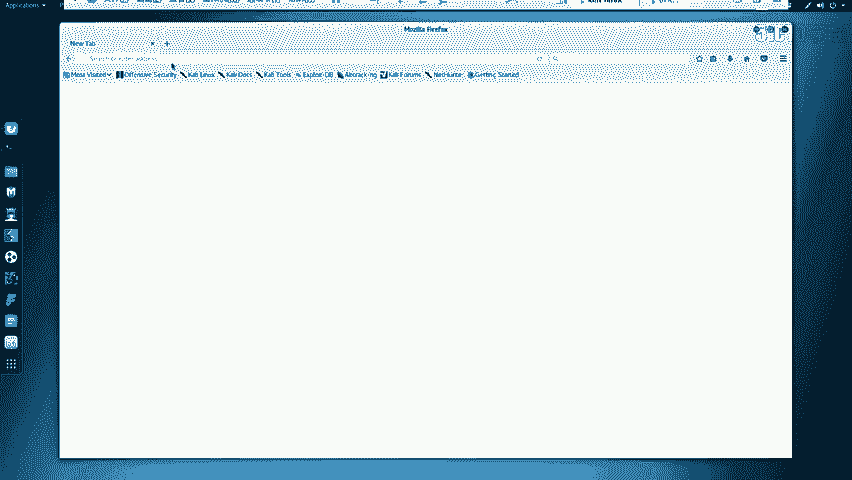 Applications
Mozilla Firefox
New Tab
Search or enter address
Most Visited Offensive Security Kali Linux Kali Docs Kali Tools Exploit-DB Aircrack-ng Kali Forums NetHunter Getting Started